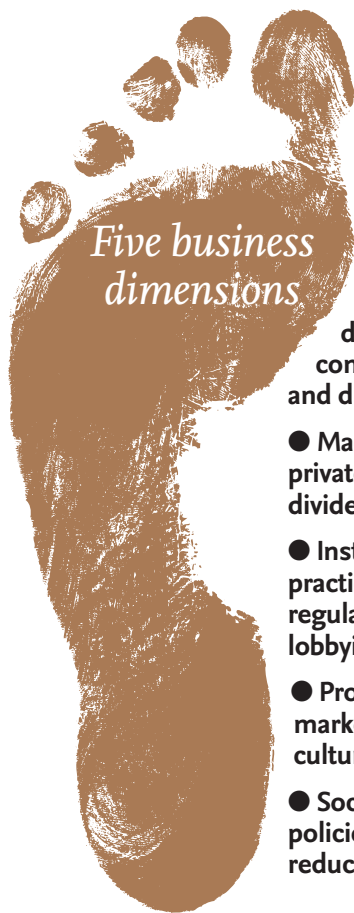 Five business
dimensions
d
con
and d
● Ma
privat
divide
● Inst
practi
regula
lobbyi
● Pro
mark
cultur
● Soc
policie
reduc